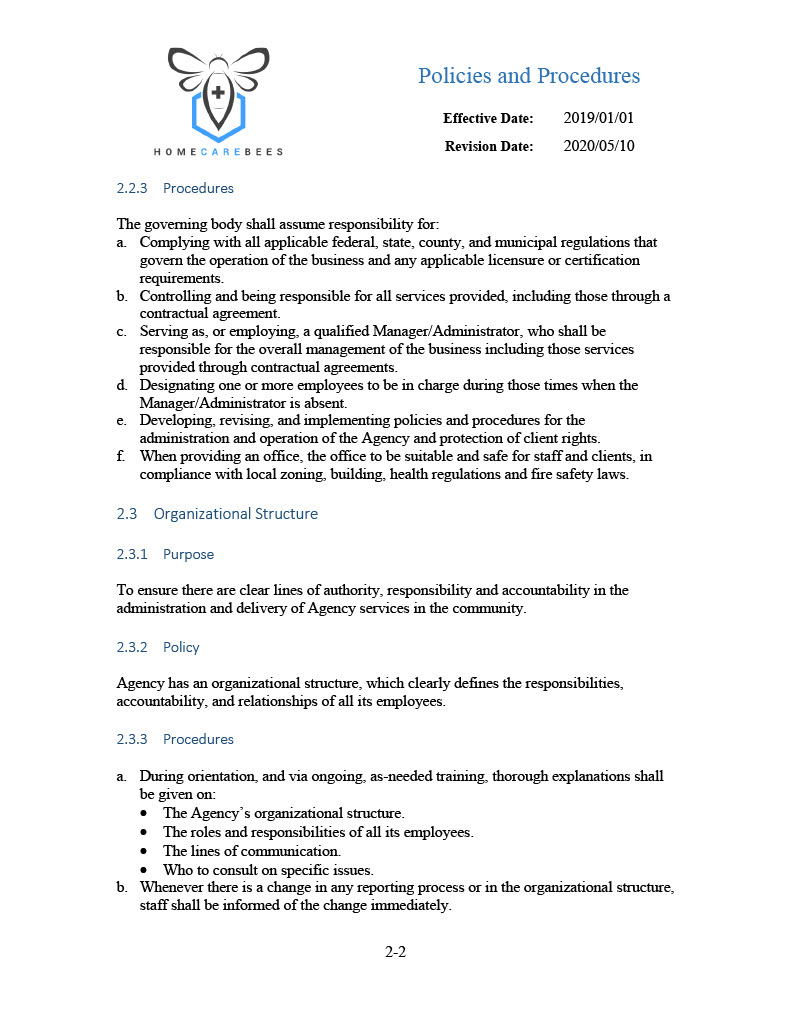 Policies and Procedures
Effective Date: 2019/01/01
Revision Date: 2020/05/10
HOMECAREBEES
2.2.3 Procedures
The governing body shall assume responsibility for:
a. Complying with all applicable federal, state, county, and municipal regulations that
govern the operation of the business and any applicable licensure or certification
requirements.
b. Controlling and being responsible for all services provided, including those through a
contractual agreement.
c. Serving as, or employing, a qualified Manager/Administrator, who shall be
responsible for the overall management of the business including those services
provided through contractual agreements.
d. Designating one or more employees to be in charge during those times when the
Manager/Administrator is absent.
e. Developing, revising, and implementing policies and procedures for the
administration and operation of the Agency and protection of client rights.
f. When providing an office, the office to be suitable and safe for staff and clients, in
compliance with local zoning, building, health regulations and fire safety laws.
2.3 Organizational Structure
2.3.1 Purpose
To ensure there are clear lines of authority, responsibility and accountability in the
administration and delivery of Agency services in the community.
2.3.2 Policy
Agency has an organizational structure, which clearly defines the responsibilities,
accountability, and relationships of all its employees.
2.3.3 Procedures
a. During orientation, and via ongoing, as-needed training, thorough explanations shall
be given on:
• The Agency’s organizational structure.
• The roles and responsibilities of all its employees.
• The lines of communication.
• Who to consult on specific issues.
b. Whenever there is a change in any reporting process or in the organizational structure,
staff shall be informed of the change immediately.
2-2